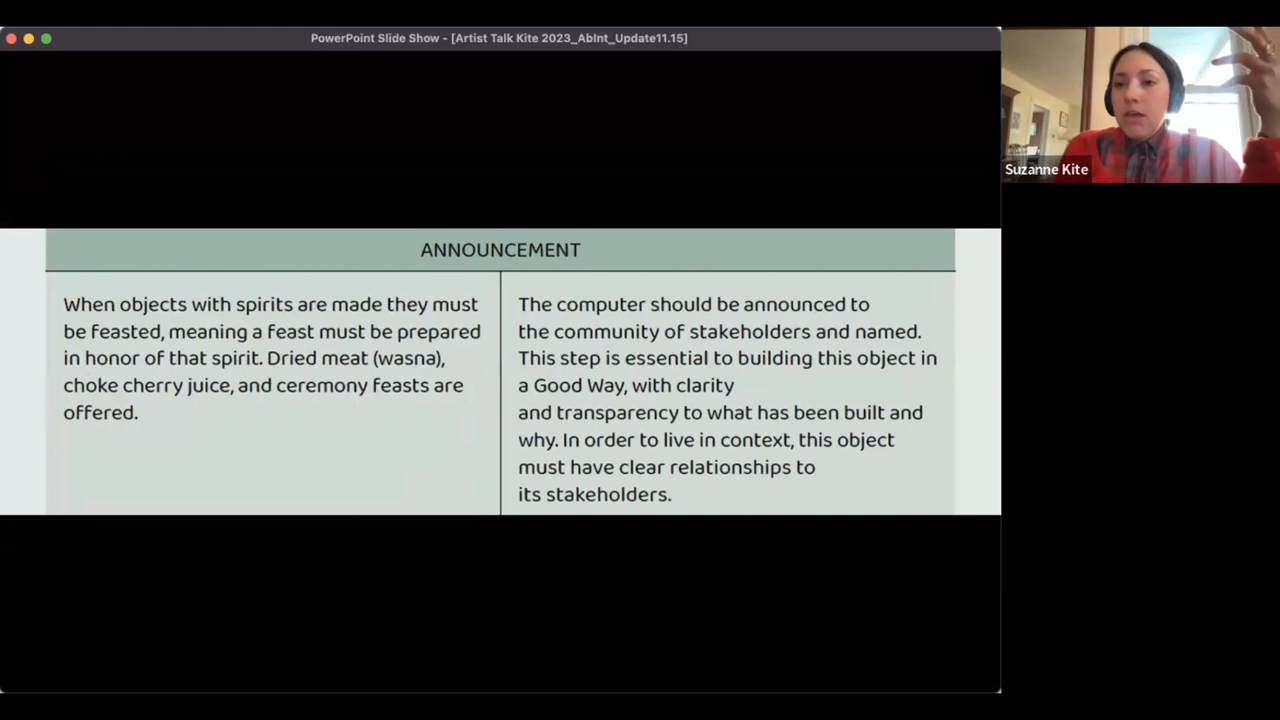 PowerPoint Slide Show - [Artist Talk Kite 2023_AbInt_Update11.15]
Suzanne Kite
ANNOUNCEMENT
When objects with spirits are made they must
be feasted, meaning a feast must be prepared
in honor of that spirit. Dried meat (wasna),
choke cherry juice, and ceremony feasts are
offered.
The computer should be announced to
the community of stakeholders and named.
This step is essential to building this object in
a Good Way, with clarity
and transparency to what has been built and
why. In order to live in context, this object
must have clear relationships to
its stakeholders.